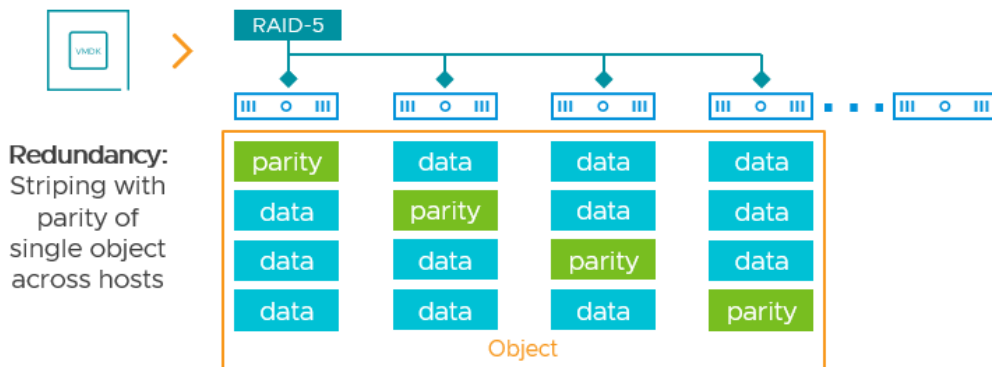 VMDK
RAID-5
Redundancy:
Striping with
parity of
single object
across hosts
parity data data data
data parity data data
data data parity data
data data data parity
Object